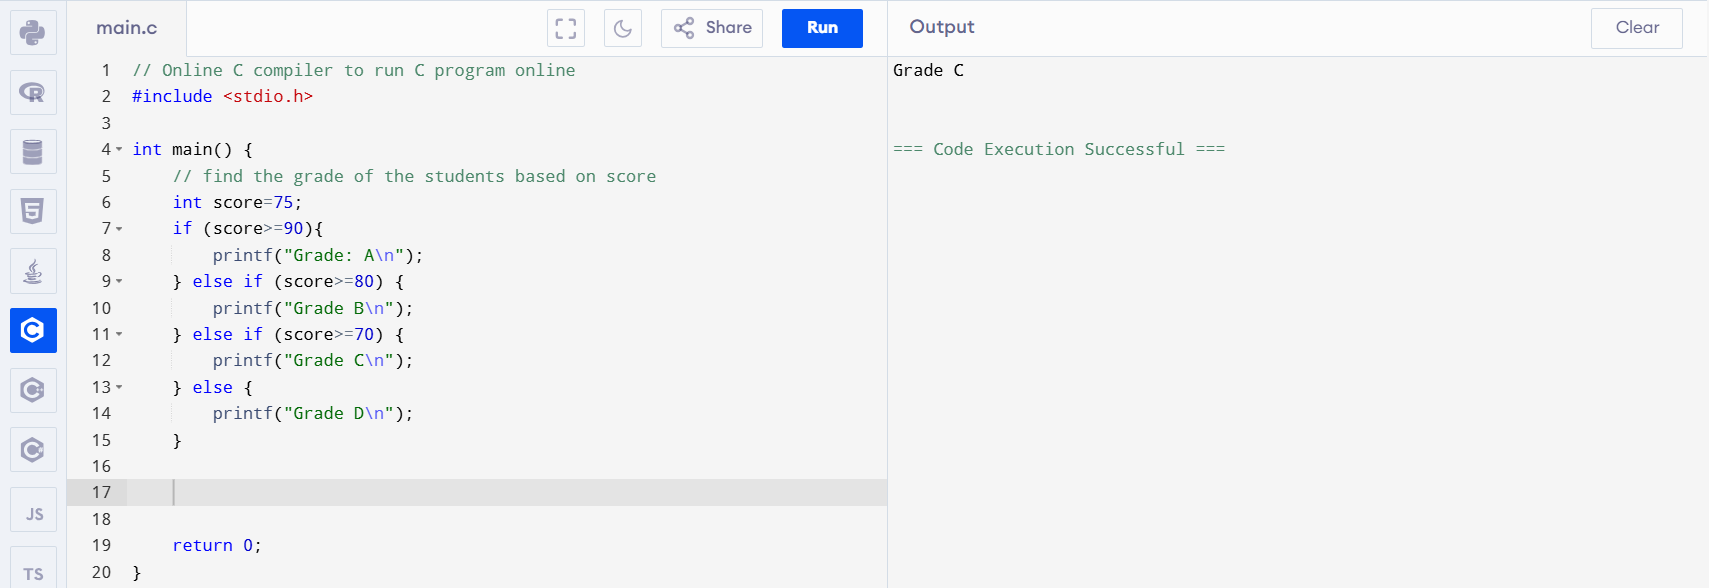 main.c
Share
Run
Output
Clear
1 // Online C compiler to run C program online
2 #include <stdio.h>
3
4 int main() {
5     // find the grade of the students based on score
6     int score=75;
7     if (score>=90){
8         printf("Grade: A\n");
9     } else if (score>=80) {
10         printf("Grade B\n");
11     } else if (score>=70) {
12         printf("Grade C\n");
13     } else {
14         printf("Grade D\n");
15     }
16
17
18
19     return 0;
20 }
Grade C
=== Code Execution Successful ===
R
5
C
C
C
JS
TS